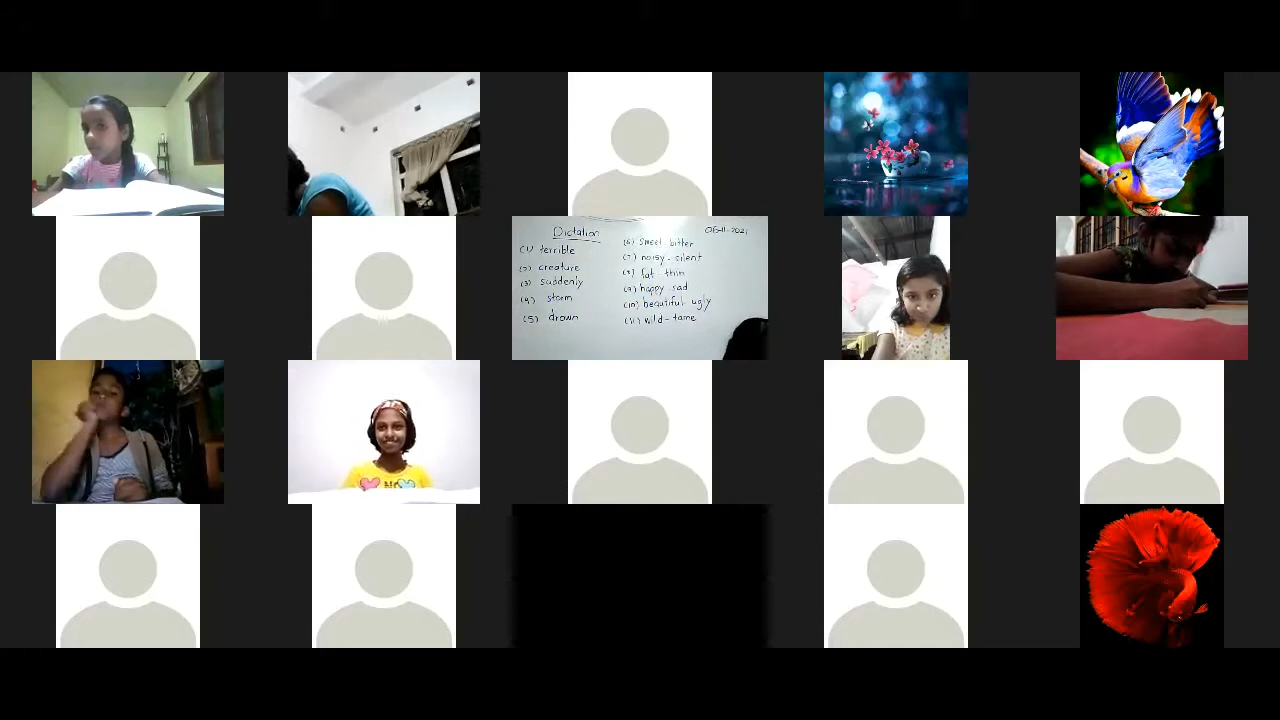 Dictation
06-11-2021
(1) terrible
(2) creature
(3) suddenly
(4) storm
(5) drown
(6) sweet - bitter
(7) noisy - silent
(8) fat - thin
(9) happy - sad
(10) beautiful - ugly
(11) wild - tame